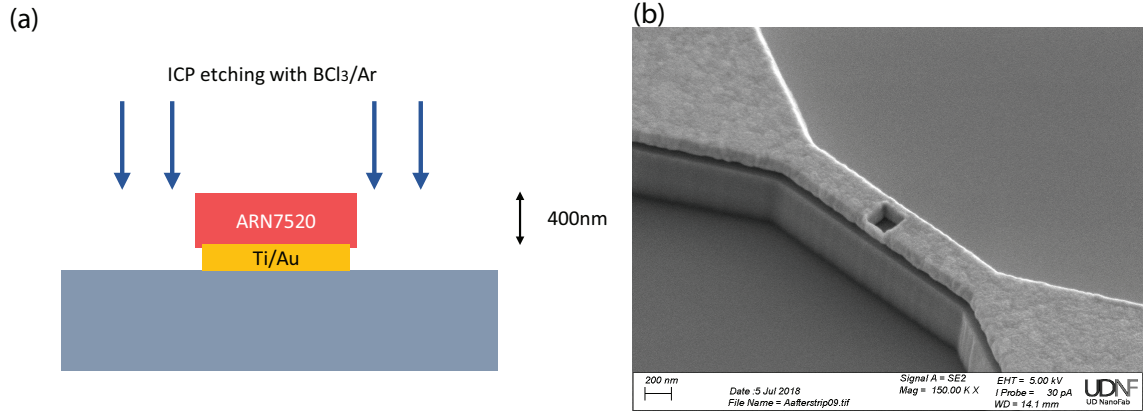 (a)
ICP etching with BCl₃/Ar
ARN7520
400nm
Ti/Au
(b)
200 nm
Date :5 Jul 2018
File Name = Aafterstrip09.tif
Signal A = SE2
Mag = 150.00 K X
EHT = 5.00 kV
I Probe = 30 pA
WD = 14.1 mm
UDNF
UD NanoFab